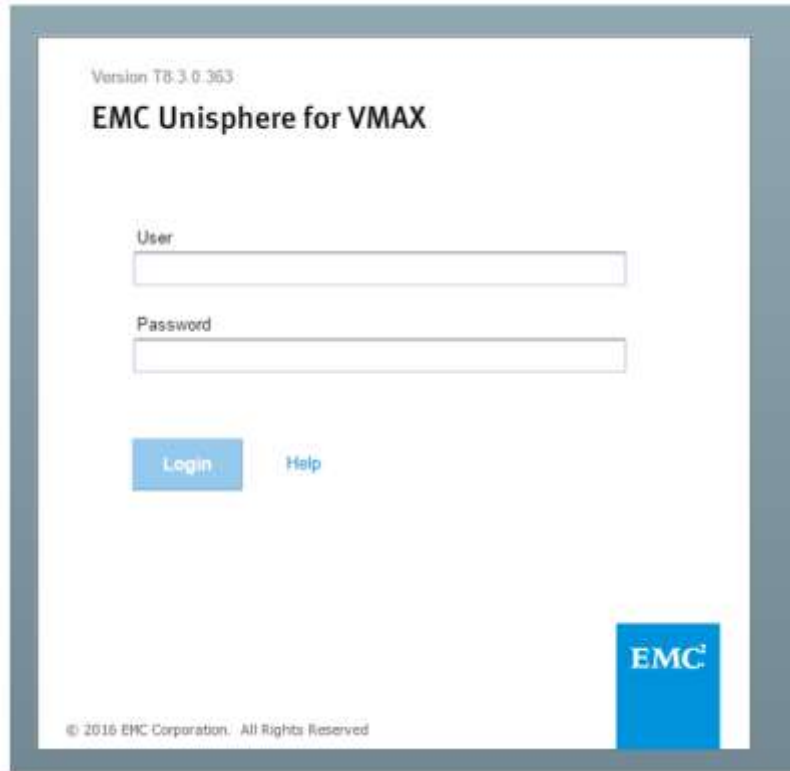 Version T8.3.0.363
EMC Unisphere for VMAX
User
Password
Login
Help
EMC²
© 2016 EMC Corporation. All Rights Reserved